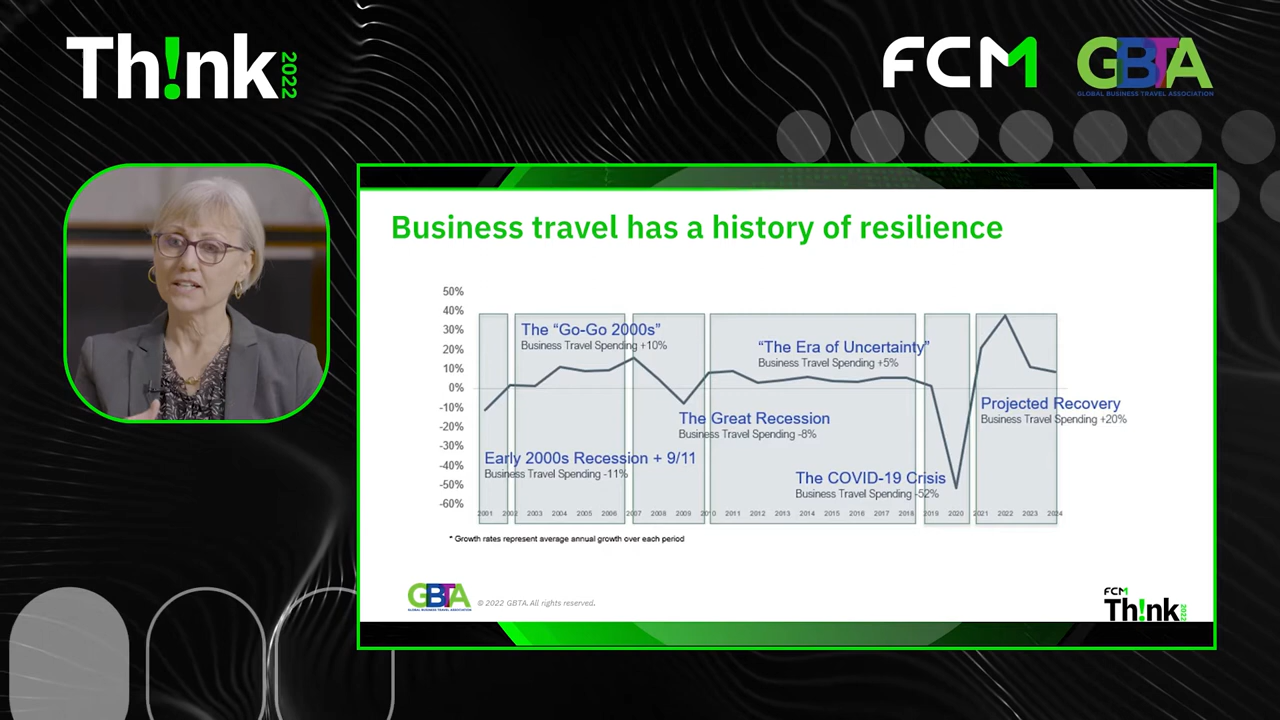 Th!nk 2022
FCM
GBTA
GLOBAL BUSINESS TRAVEL ASSOCIATION
Business travel has a history of resilience
50%
40%
30%
20%
10%
0%
-10%
-20%
-30%
-40%
-50%
-60%
The “Go-Go 2000s”
Business Travel Spending +10%
“The Era of Uncertainty”
Business Travel Spending +5%
Projected Recovery
Business Travel Spending +20%
The Great Recession
Business Travel Spending -8%
Early 2000s Recession + 9/11
Business Travel Spending -11%
The COVID-19 Crisis
Business Travel Spending -52%
2001 2002 2003 2004 2005 2006 2007 2008 2009 2010 2011 2012 2013 2014 2015 2016 2017 2018 2019 2020 2021 2022 2023 2024
* Growth rates represent average annual growth over each period
GBTA
GLOBAL BUSINESS TRAVEL ASSOCIATION
© 2022 GBTA. All rights reserved.
FCM
Th!nk 2022